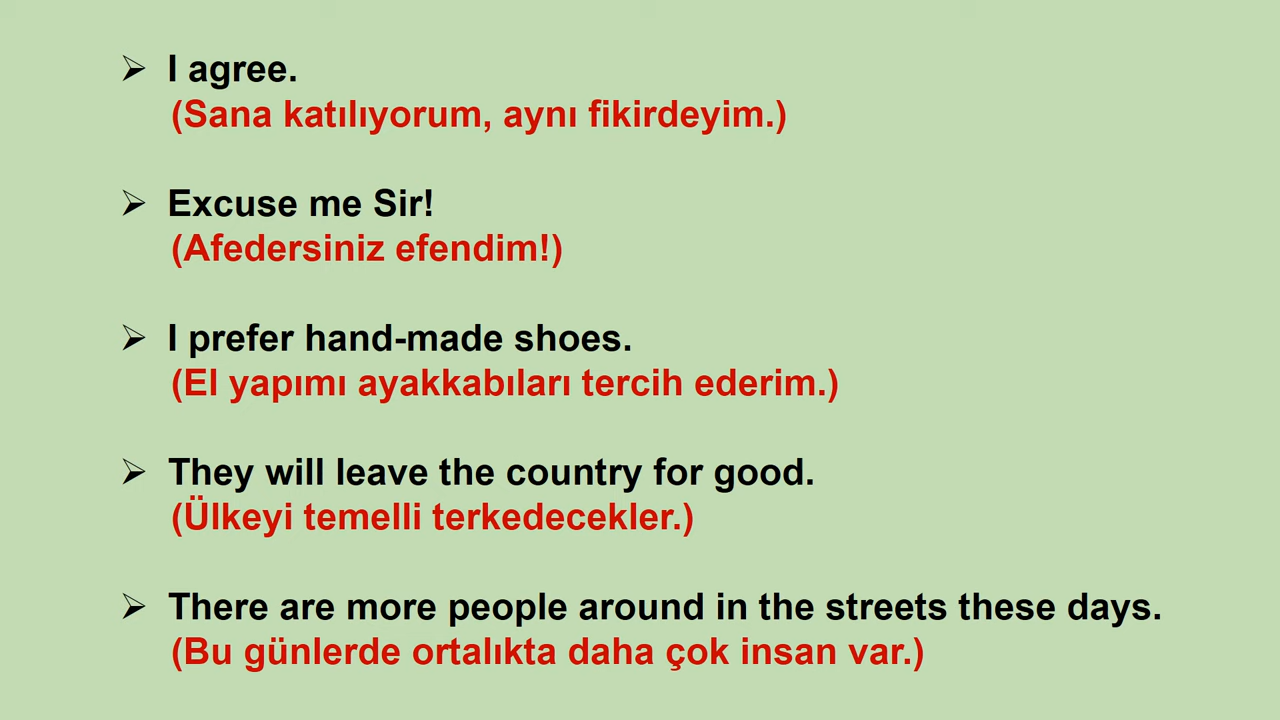 ➢ I agree.
(Sana katılıyorum, aynı fikirdeyim.)
➢ Excuse me Sir!
(Afedersiniz efendim!)
➢ I prefer hand-made shoes.
(El yapımı ayakkabıları tercih ederim.)
➢ They will leave the country for good.
(Ülkeyi temelli terkedecekler.)
➢ There are more people around in the streets these days.
(Bu günlerde ortalıkta daha çok insan var.)